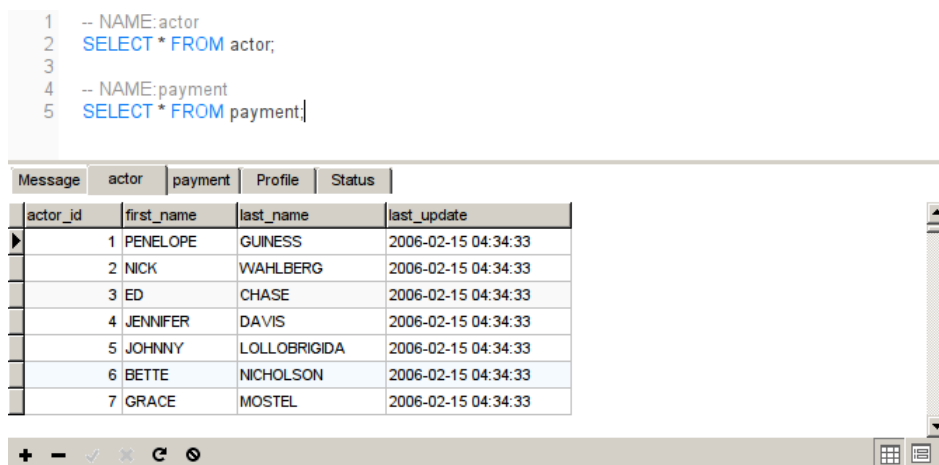 1 -- NAME:actor
2 SELECT * FROM actor;
3
4 -- NAME:payment
5 SELECT * FROM payment;
Message actor payment Profile Status
actor_id first_name last_name last_update
1 PENELOPE GUINESS 2006-02-15 04:34:33
2 NICK WAHLBERG 2006-02-15 04:34:33
3 ED CHASE 2006-02-15 04:34:33
4 JENNIFER DAVIS 2006-02-15 04:34:33
5 JOHNNY LOLLOBRIGIDA 2006-02-15 04:34:33
6 BETTE NICHOLSON 2006-02-15 04:34:33
7 GRACE MOSTEL 2006-02-15 04:34:33